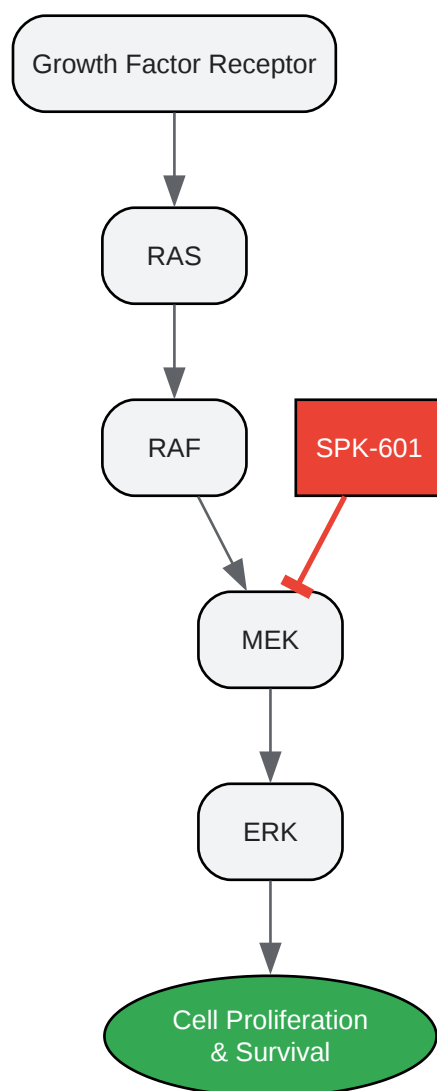 Growth Factor Receptor
RAS
RAF
SPK-601
MEK
ERK
Cell Proliferation
& Survival